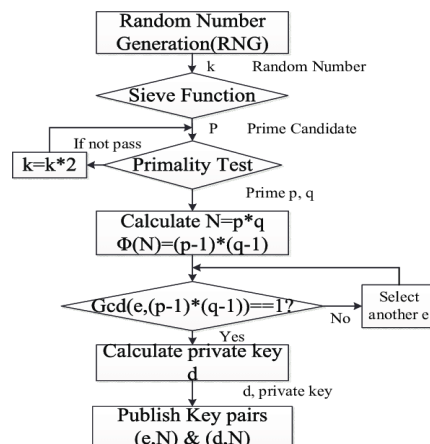 Random Number
Generation(RNG)
k Random Number
Sieve Function
P Prime Candidate
If not pass
k=k*2
Primality Test
Prime p, q
Calculate N=p*q
Φ(N)=(p-1)*(q-1)
Gcd(e,(p-1)*(q-1))==1?
No
Select
another e
Yes
Calculate private key
d
d, private key
Publish Key pairs
(e,N) & (d,N)